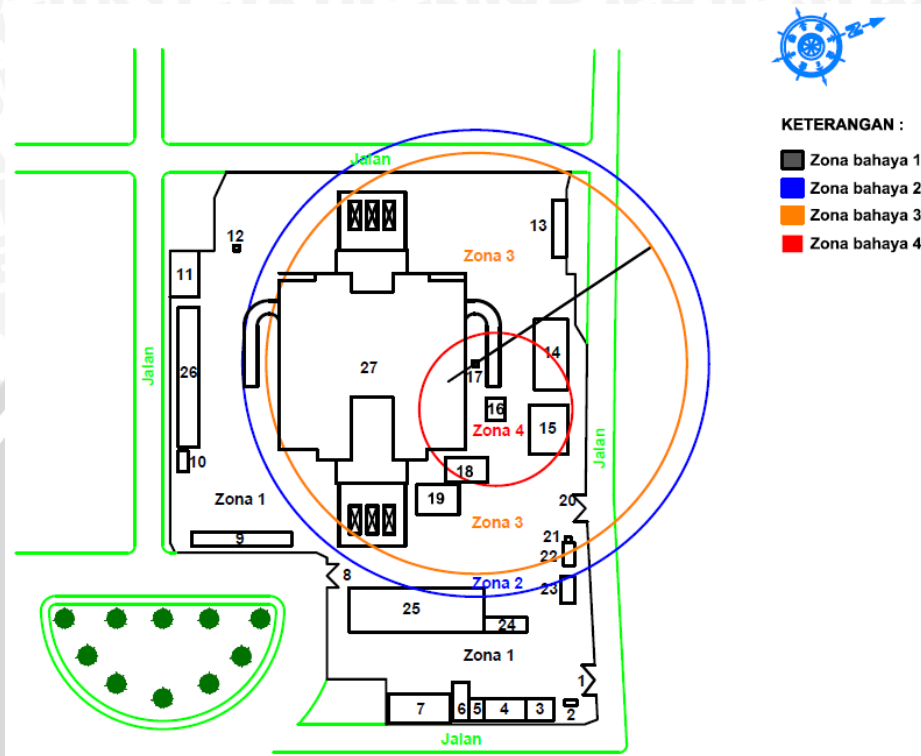 N
KETERANGAN :
Zona bahaya 1
Zona bahaya 2
Zona bahaya 3
Zona bahaya 4
Jalan
13
12
Zona 3
11
14
Jalan
26
27
17
16
15
Zona 4
Jalan
10
18
19
Zona 1
20
Zona 3
9
21
22
8
Zona 2
23
25
24
Zona 1
1
7
6
5
4
3
2
Jalan